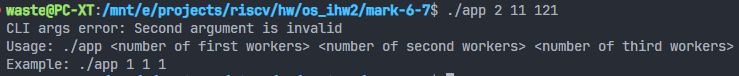 waste@PC-XT:/mnt/e/projects/riscv/hw/os_ihw2/mark-6-7$ ./app 2 11 121
CLI args error: Second argument is invalid
Usage: ./app <number of first workers> <number of second workers> <number of third workers>
Example: ./app 1 1 1